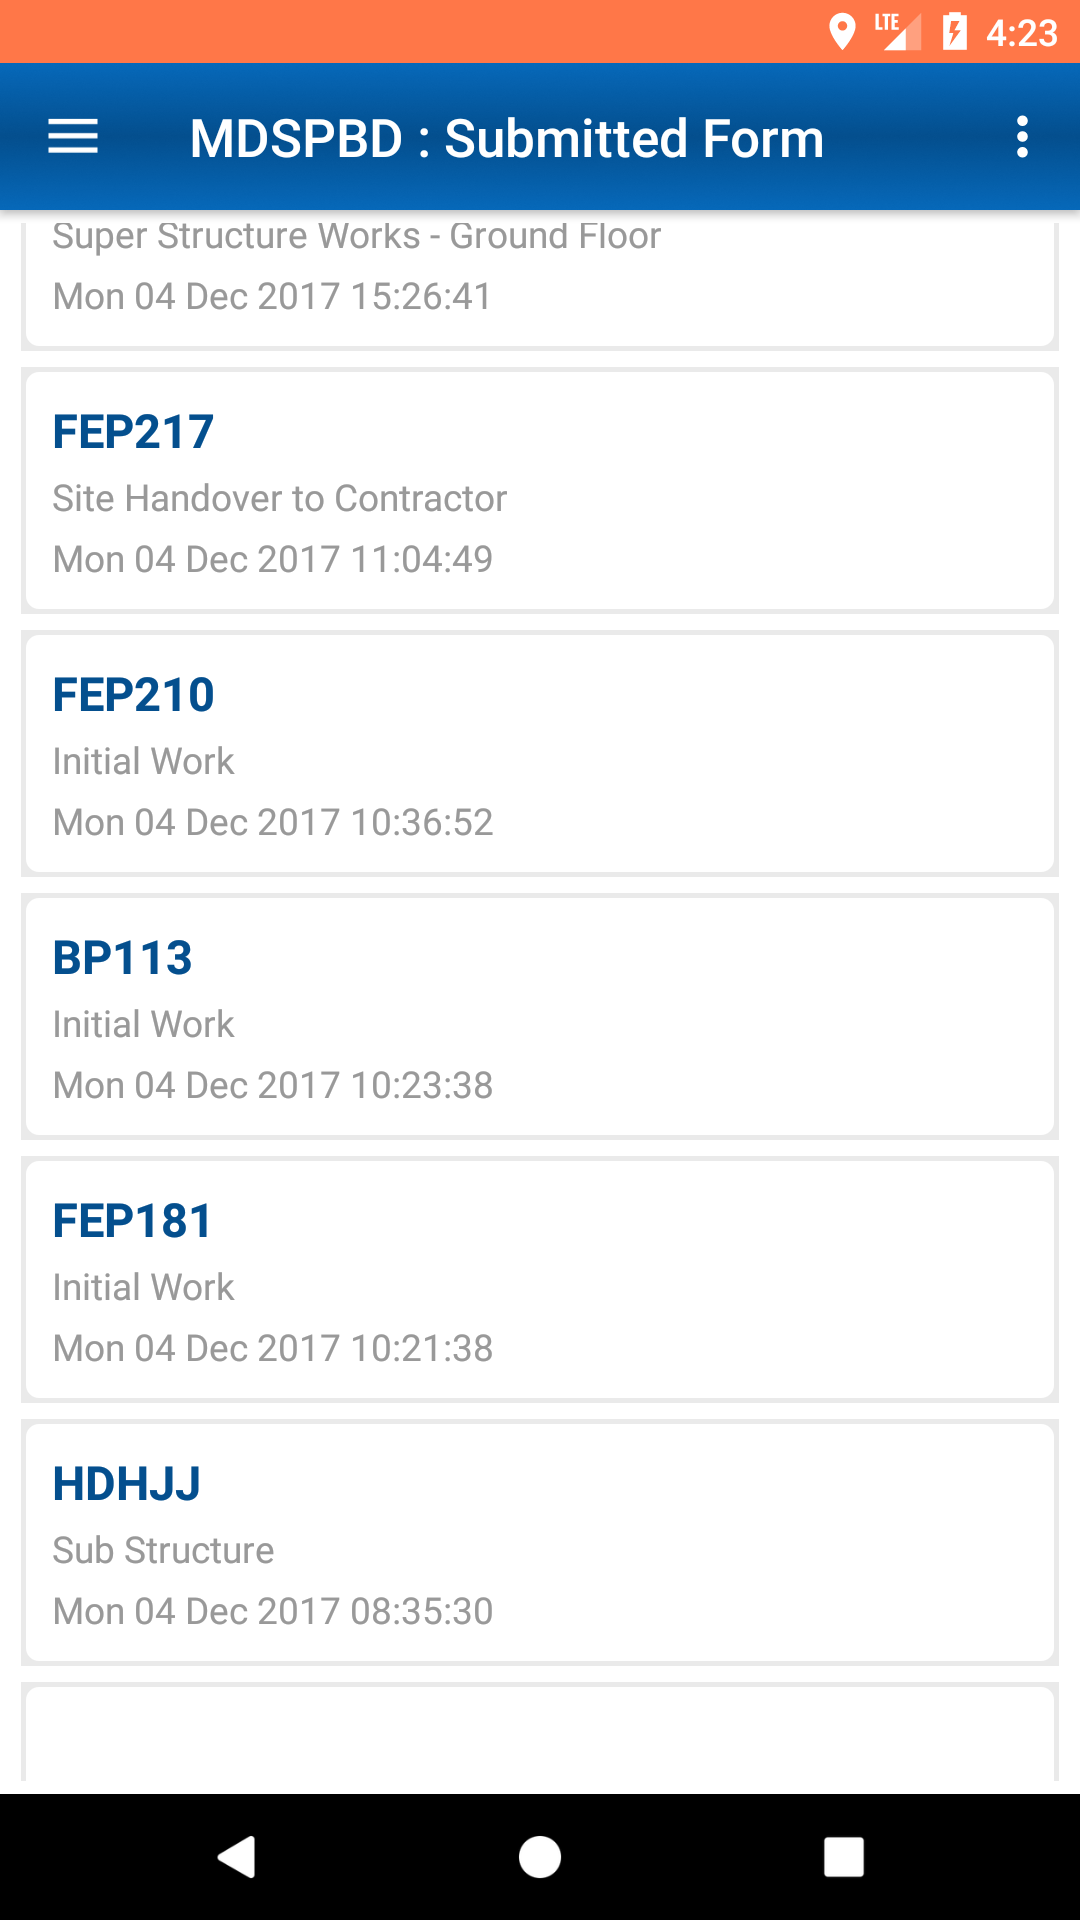 LTE 4:23
MDSPBD : Submitted Form
Super Structure Works - Ground Floor
Mon 04 Dec 2017 15:26:41
FEP217
Site Handover to Contractor
Mon 04 Dec 2017 11:04:49
FEP210
Initial Work
Mon 04 Dec 2017 10:36:52
BP113
Initial Work
Mon 04 Dec 2017 10:23:38
FEP181
Initial Work
Mon 04 Dec 2017 10:21:38
HDHJJ
Sub Structure
Mon 04 Dec 2017 08:35:30